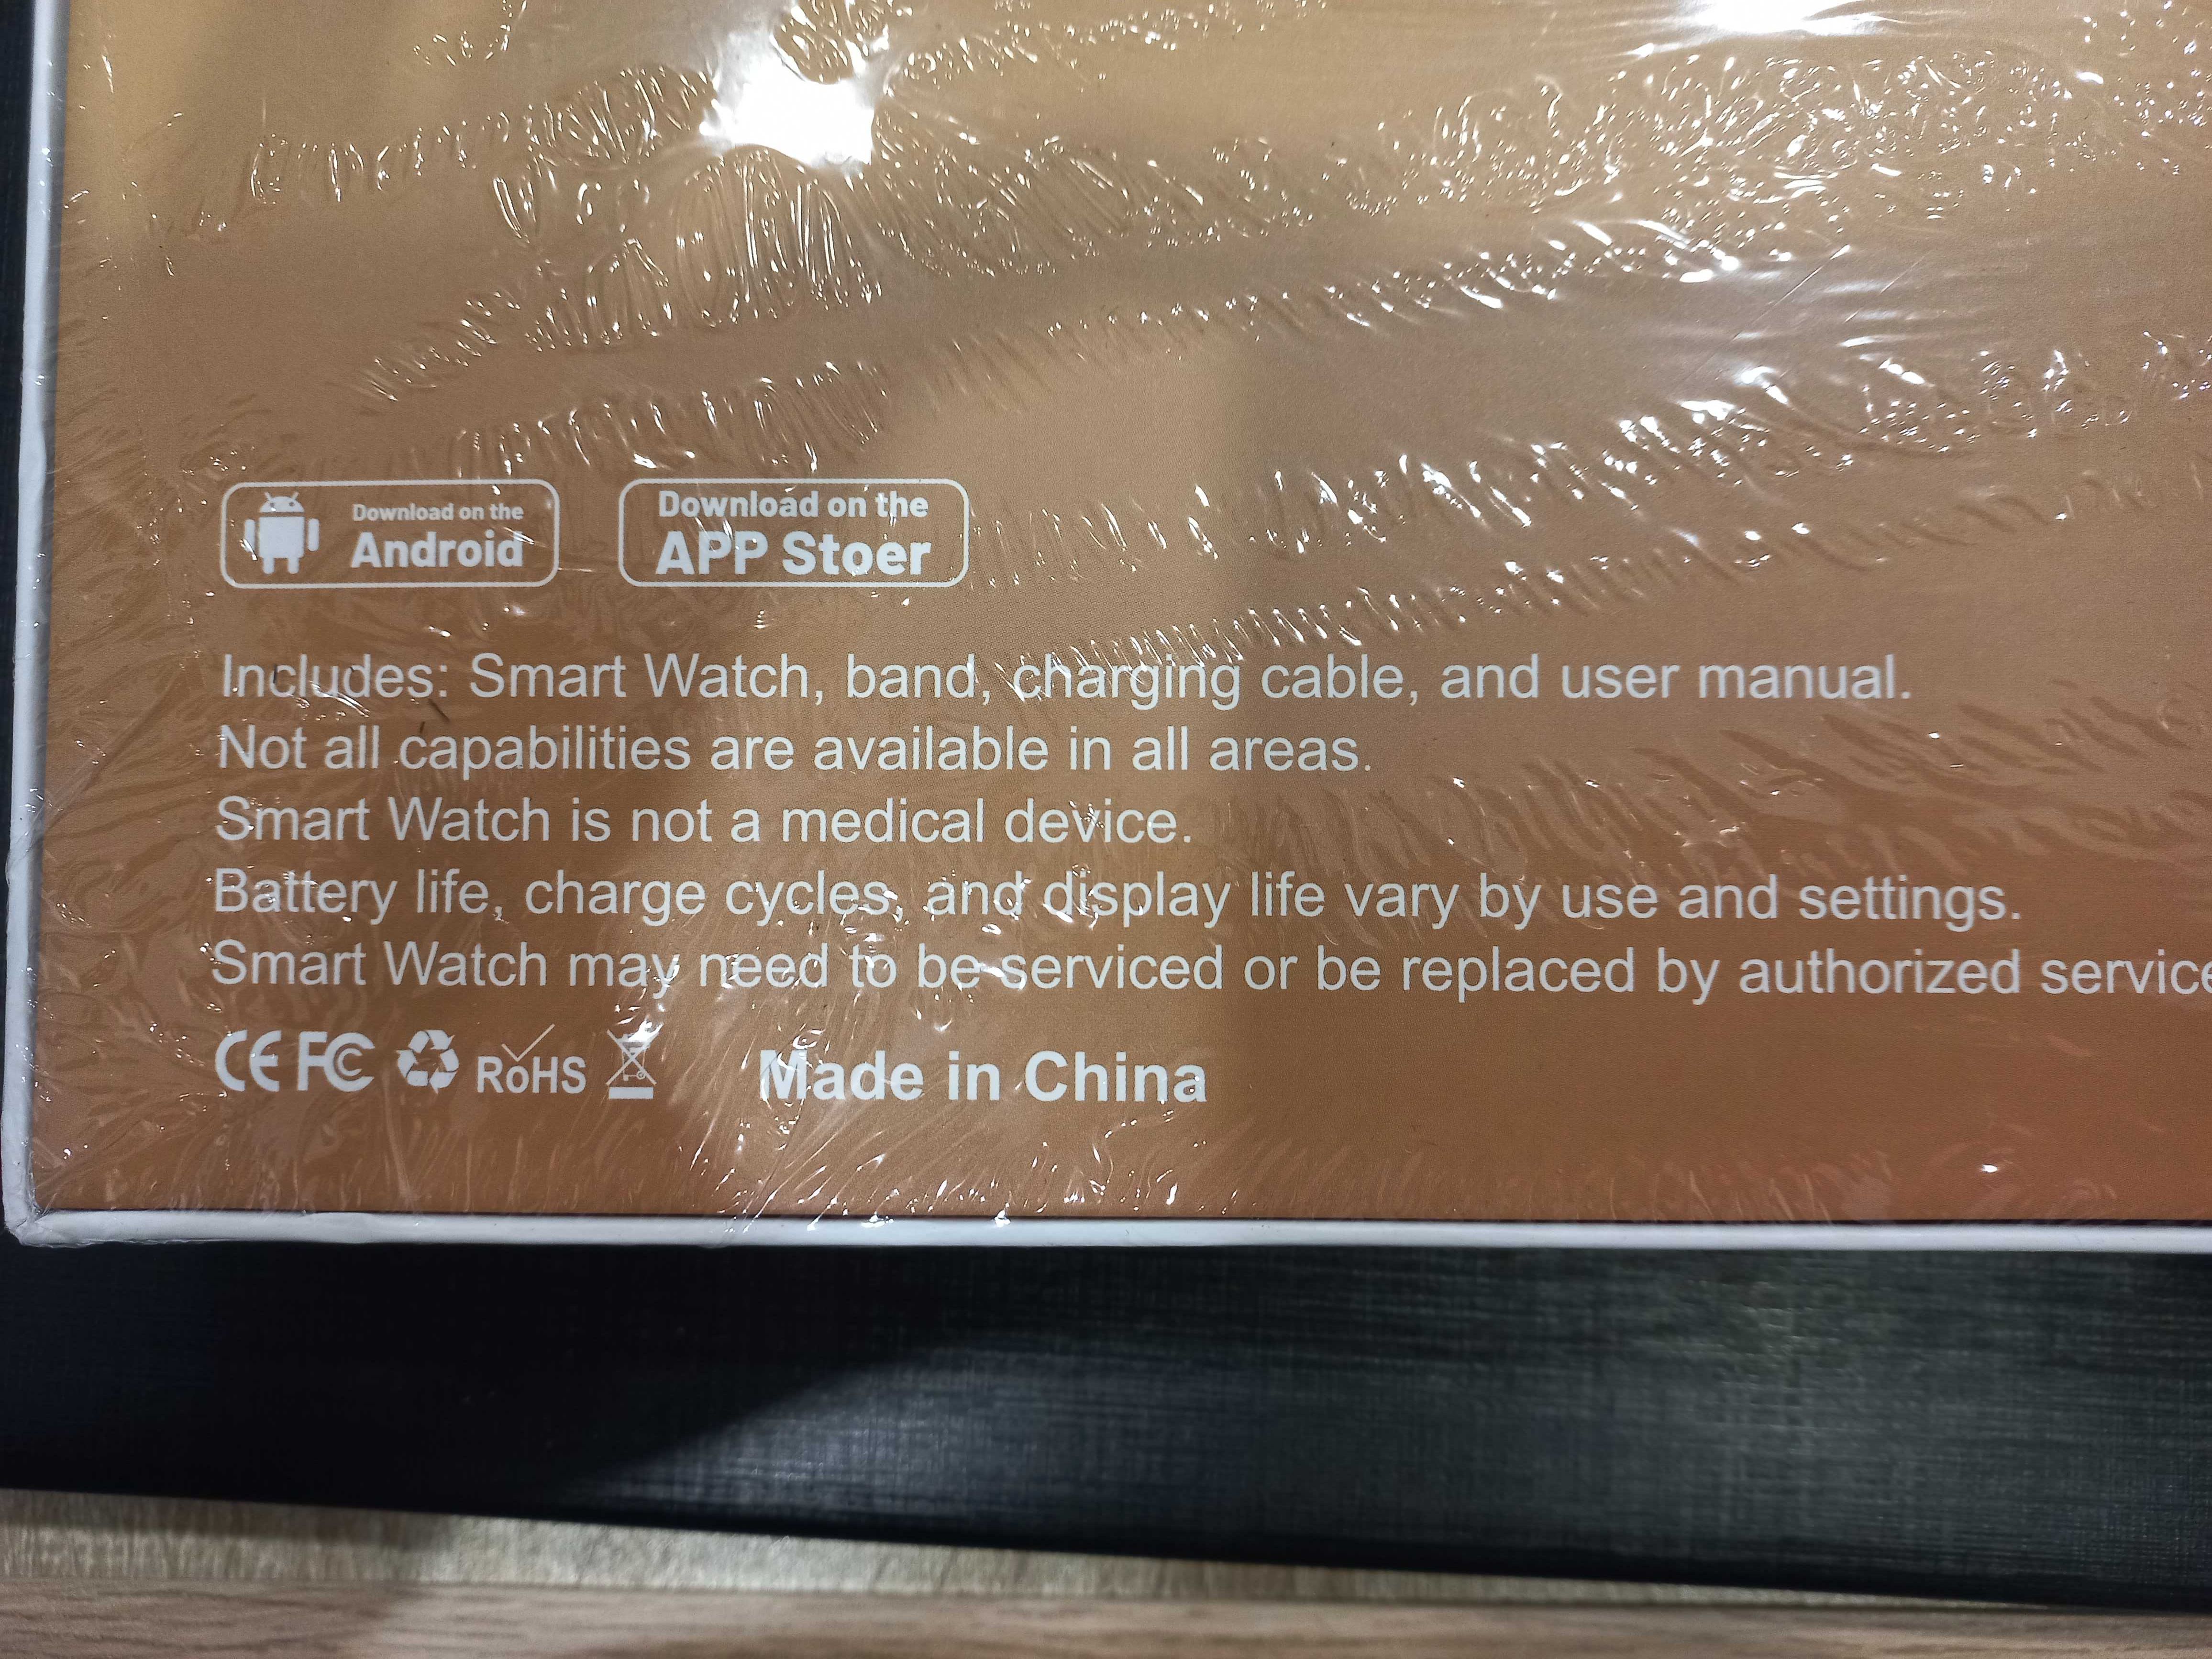 Download on the
Android
Download on the
APP Stoer
Includes: Smart Watch, band, charging cable, and user manual.
Not all capabilities are available in all areas.
Smart Watch is not a medical device.
Battery life, charge cycles, and display life vary by use and settings.
Smart Watch may need to be serviced or be replaced by authorized service
CE FC RoHS Made in China